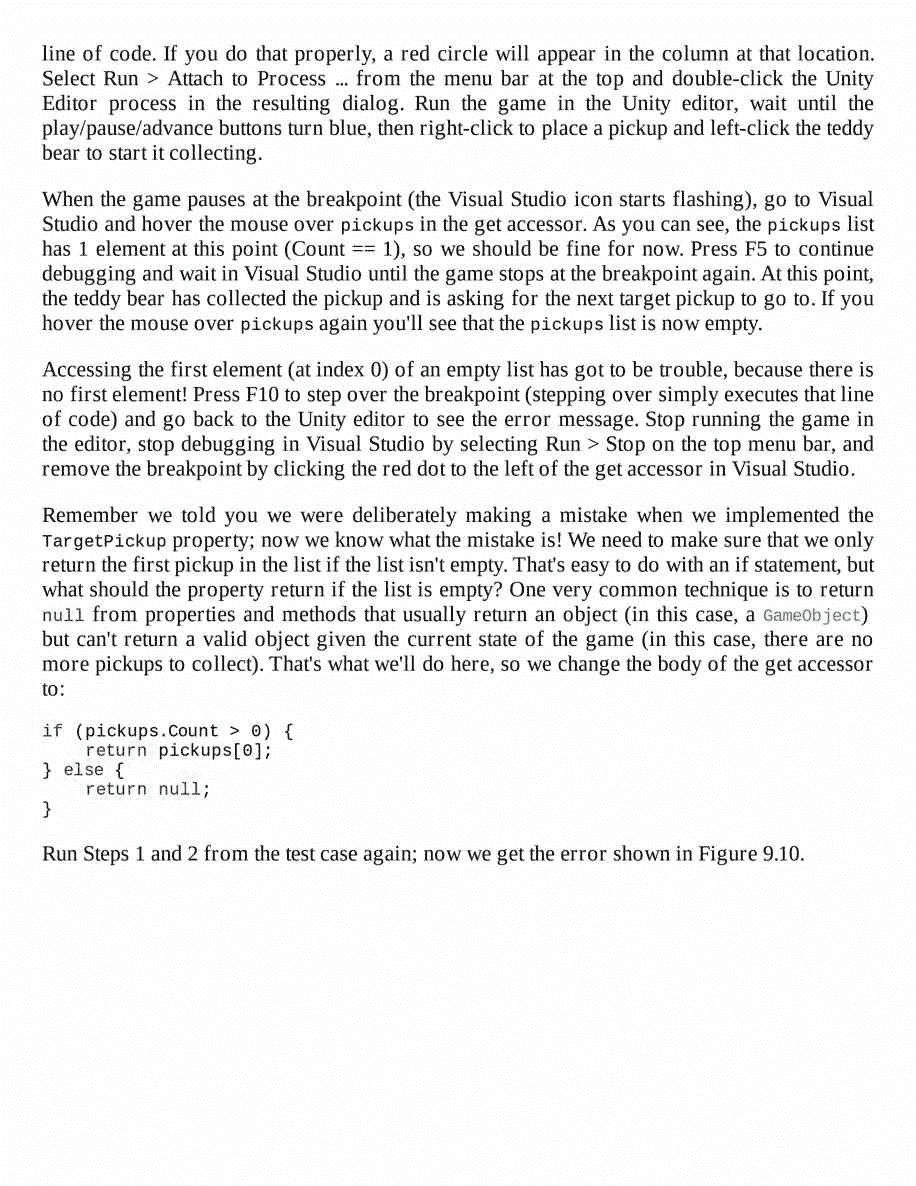 line of code. If you do that properly, a red circle will appear in the column at that location.
Select Run > Attach to Process ... from the menu bar at the top and double-click the Unity
Editor process in the resulting dialog. Run the game in the Unity editor, wait until the
play/pause/advance buttons turn blue, then right-click to place a pickup and left-click the teddy
bear to start it collecting.
When the game pauses at the breakpoint (the Visual Studio icon starts flashing), go to Visual
Studio and hover the mouse over pickups in the get accessor. As you can see, the pickups list
has 1 element at this point (Count == 1), so we should be fine for now. Press F5 to continue
debugging and wait in Visual Studio until the game stops at the breakpoint again. At this point,
the teddy bear has collected the pickup and is asking for the next target pickup to go to. If you
hover the mouse over pickups again you'll see that the pickups list is now empty.
Accessing the first element (at index 0) of an empty list has got to be trouble, because there is
no first element! Press F10 to step over the breakpoint (stepping over simply executes that line
of code) and go back to the Unity editor to see the error message. Stop running the game in
the editor, stop debugging in Visual Studio by selecting Run > Stop on the top menu bar, and
remove the breakpoint by clicking the red dot to the left of the get accessor in Visual Studio.
Remember we told you we were deliberately making a mistake when we implemented the
TargetPickup property; now we know what the mistake is! We need to make sure that we only
return the first pickup in the list if the list isn't empty. That's easy to do with an if statement, but
what should the property return if the list is empty? One very common technique is to return
null from properties and methods that usually return an object (in this case, a GameObject)
but can't return a valid object given the current state of the game (in this case, there are no
more pickups to collect). That's what we'll do here, so we change the body of the get accessor
to:
if (pickups.Count > 0) {
    return pickups[0];
} else {
    return null;
}
Run Steps 1 and 2 from the test case again; now we get the error shown in Figure 9.10.